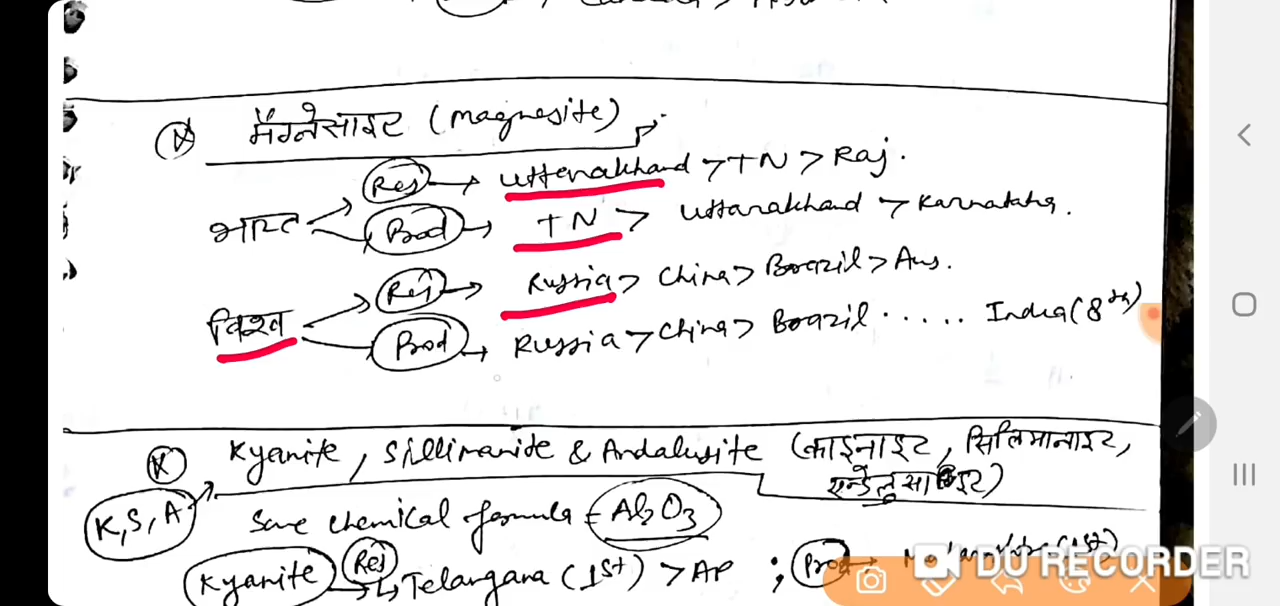 मॅग्नेसाइट (magnesite)
भारत Res → Uttarakhand > TN > Raj.
Prod → TN > Uttarakhand > Karnataka.
विश्व Res → Russia > China > Brazil > Aus.
Prod → Russia > China > Brazil ..... India (8th)
Kyanite, Sillimanite & Andalusite (काइनाइट, सिलिमानाइट,
एन्डेलुसाइट)
K, S, A Same chemical formula = Al2O3
Kyanite Res → Telangana (1st) > AP ; Prod → (1st)
DU RECORDER